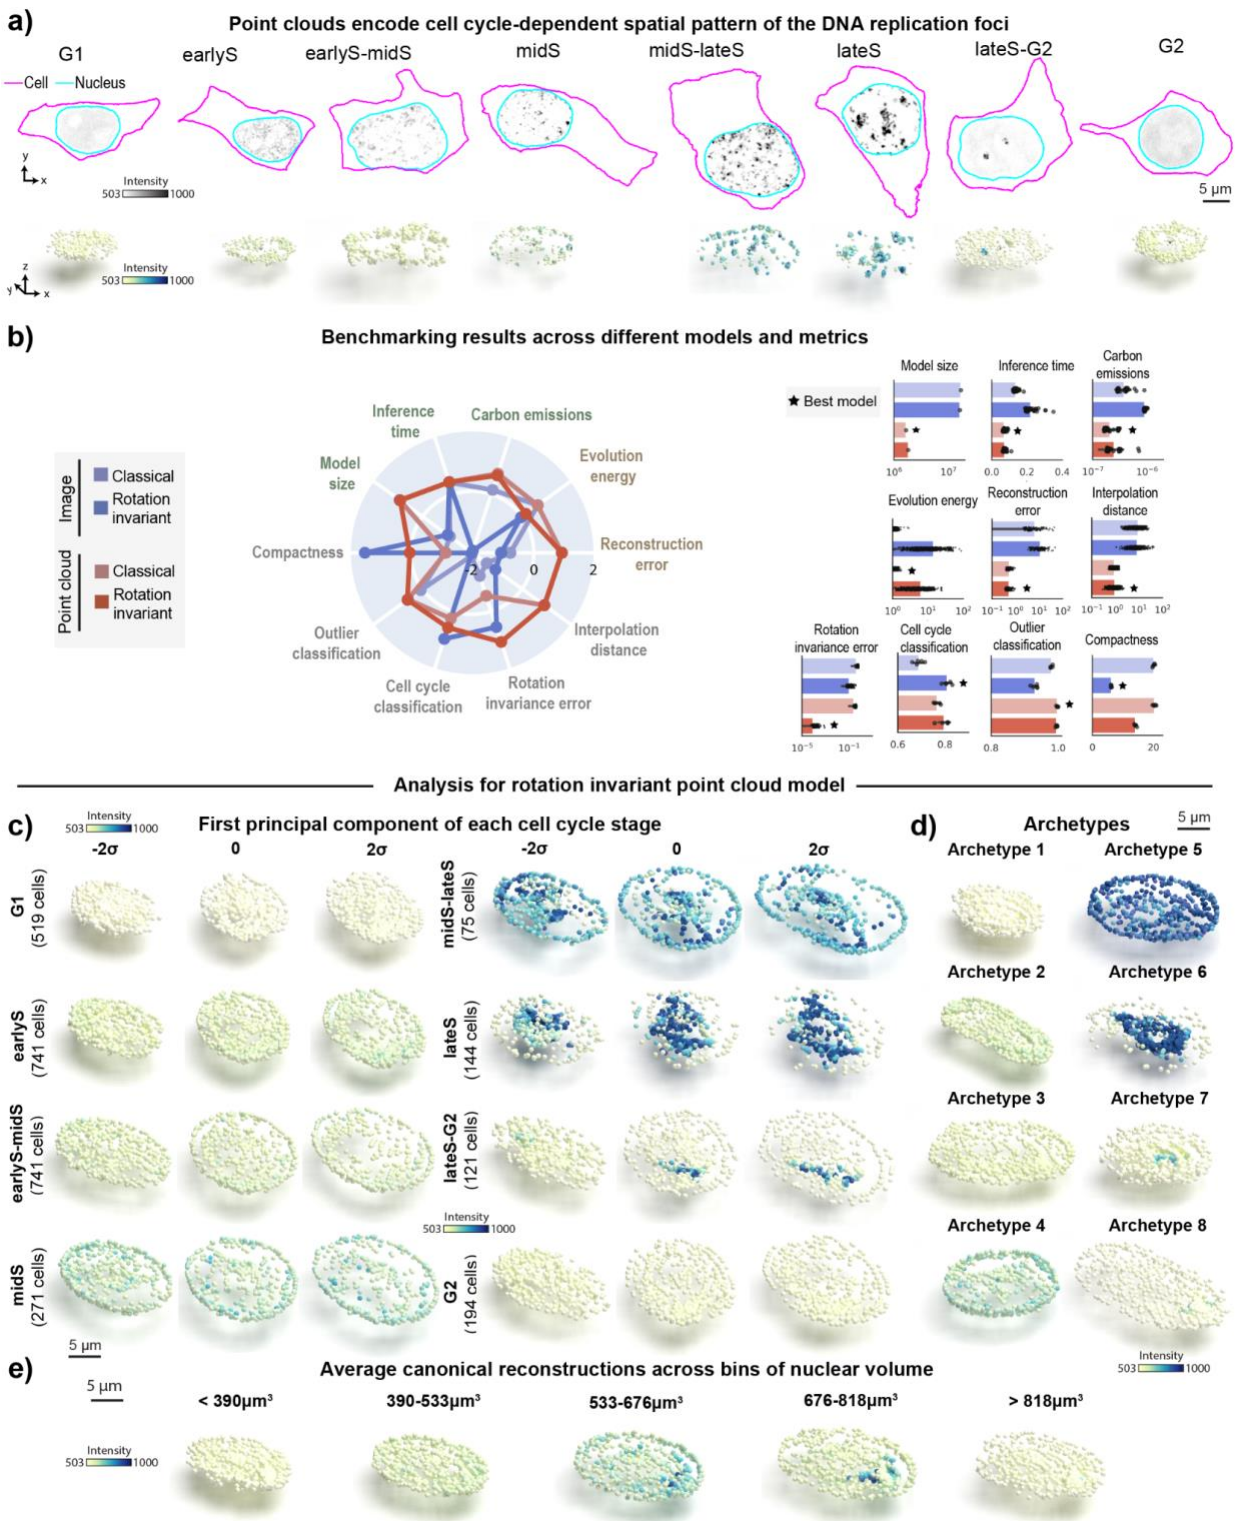 a)
Point clouds encode cell cycle-dependent spatial pattern of the DNA replication foci
G1
earlyS
earlyS-midS
midS
midS-lateS
lateS
lateS-G2
G2
Cell
Nucleus
y
x
Intensity
503
1000
5 µm
z
y
x
Intensity
503
1000
b)
Benchmarking results across different models and metrics
Image
Classical
Rotation
invariant
Point cloud
Classical
Rotation
invariant
Inference
time
Carbon emissions
Evolution
energy
Reconstruction
error
Interpolation
distance
Rotation
invariance error
Cell cycle
classification
Outlier
classification
Compactness
Model
size
-2
0
2
★ Best model
Model size
10⁶
10⁷
Inference time
0.0
0.2
0.4
Carbon
emissions
10⁻⁷
10⁻⁶
Evolution energy
10⁰
10¹
10²
Reconstruction
error
10⁻¹
10⁰
10¹
10²
Interpolation
distance
10⁻¹
10⁰
10¹
10²
Rotation
invariance error
10⁻⁵
10⁻¹
Cell cycle
classification
0.6
0.8
Outlier
classification
0.8
1.0
Compactness
0
20
Analysis for rotation invariant point cloud model
c)
Intensity
503
1000
First principal component of each cell cycle stage
-2σ
0
2σ
-2σ
0
2σ
G1
(519 cells)
earlyS
(741 cells)
earlyS-midS
(741 cells)
midS
(271 cells)
5 µm
midS-lateS
(75 cells)
lateS
(144 cells)
lateS-G2
(121 cells)
Intensity
503
1000
G2
(194 cells)
d)
Archetypes
5 µm
Archetype 1
Archetype 5
Archetype 2
Archetype 6
Archetype 3
Archetype 7
Archetype 4
Archetype 8
Intensity
503
1000
e)
Average canonical reconstructions across bins of nuclear volume
5 µm
Intensity
503
1000
< 390µm³
390-533µm³
533-676µm³
676-818µm³
> 818µm³